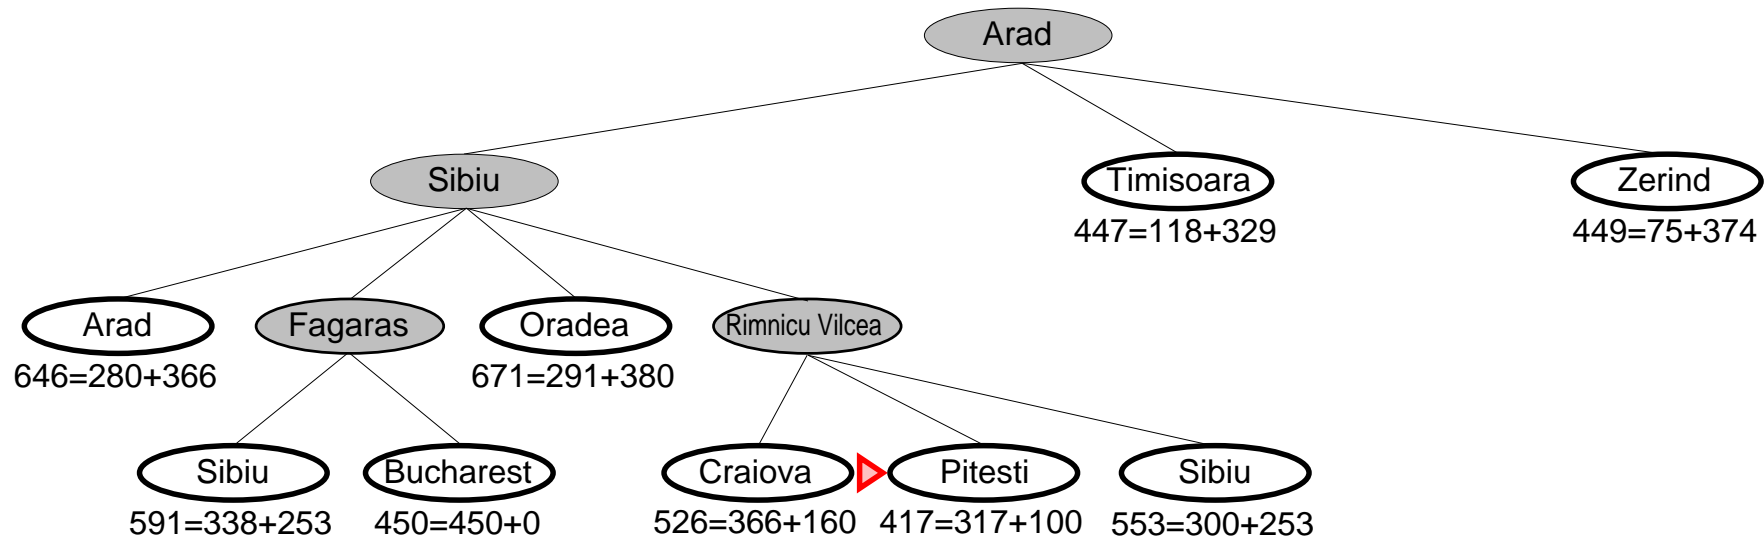 Arad
Sibiu
Timisoara
Zerind
447=118+329
449=75+374
Arad
Fagaras
Oradea
Rimnicu Vilcea
646=280+366
671=291+380
Sibiu
Bucharest
Craiova
Pitesti
Sibiu
591=338+253
450=450+0
526=366+160
417=317+100
553=300+253